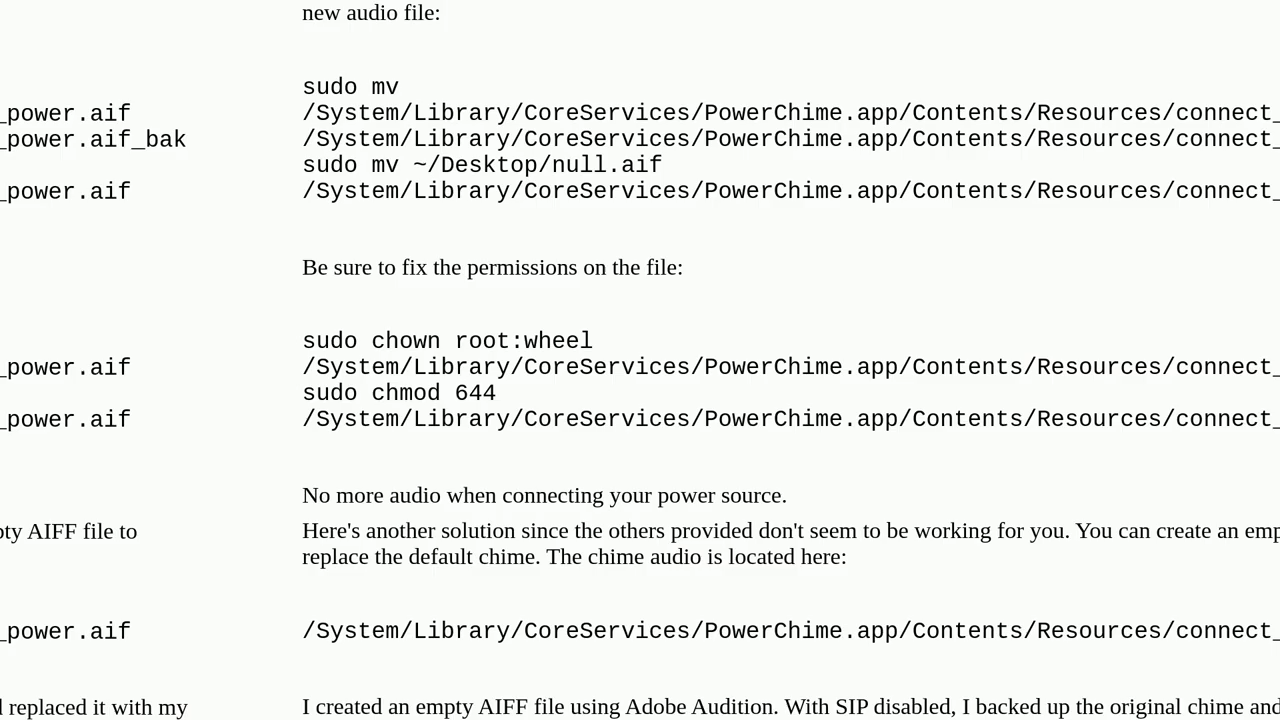 _power.aif
_power.aif_bak
_power.aif
_power.aif
_power.aif
AIFF file to
_power.aif
replaced it with my
new audio file:
sudo mv
/System/Library/CoreServices/PowerChime.app/Contents/Resources/connect_
/System/Library/CoreServices/PowerChime.app/Contents/Resources/connect_
sudo mv ~/Desktop/null.aif
/System/Library/CoreServices/PowerChime.app/Contents/Resources/connect_
Be sure to fix the permissions on the file:
sudo chown root:wheel
/System/Library/CoreServices/PowerChime.app/Contents/Resources/connect_
sudo chmod 644
/System/Library/CoreServices/PowerChime.app/Contents/Resources/connect_
No more audio when connecting your power source.
Here's another solution since the others provided don't seem to be working for you. You can create an emp
replace the default chime. The chime audio is located here:
/System/Library/CoreServices/PowerChime.app/Contents/Resources/connect_
I created an empty AIFF file using Adobe Audition. With SIP disabled, I backed up the original chime and